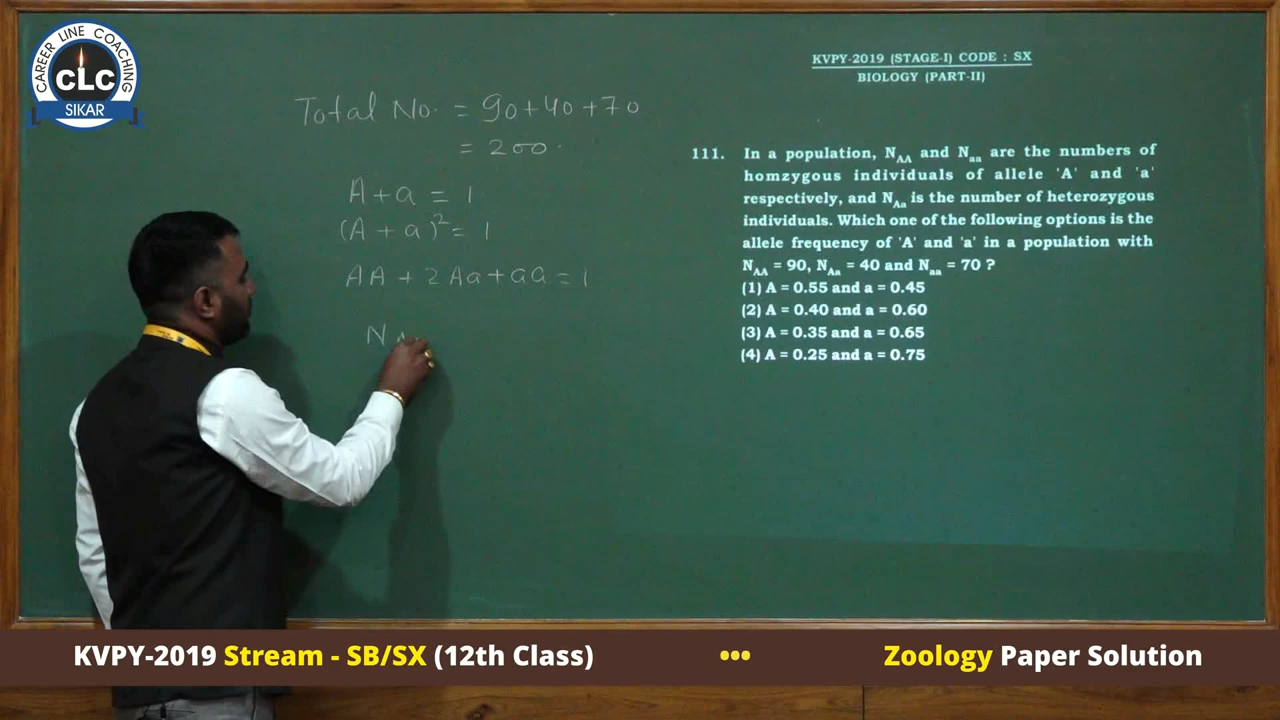 CAREER LINE COACHING
CLC
SIKAR
Total No. = 90+40+70
= 200.
A+a = 1
(A + a)² = 1
AA + 2Aa+aa = 1
N A
KVPY-2019 (STAGE-I) CODE : SX
BIOLOGY (PART-II)
111. In a population, NAA and Naa are the numbers of
homzygous individuals of allele 'A' and 'a'
respectively, and NAa is the number of heterozygous
individuals. Which one of the following options is the
allele frequency of 'A' and 'a' in a population with
NAA = 90, NAa = 40 and Naa = 70 ?
(1) A = 0.55 and a = 0.45
(2) A = 0.40 and a = 0.60
(3) A = 0.35 and a = 0.65
(4) A = 0.25 and a = 0.75
KVPY-2019 Stream - SB/SX (12th Class) ••• Zoology Paper Solution